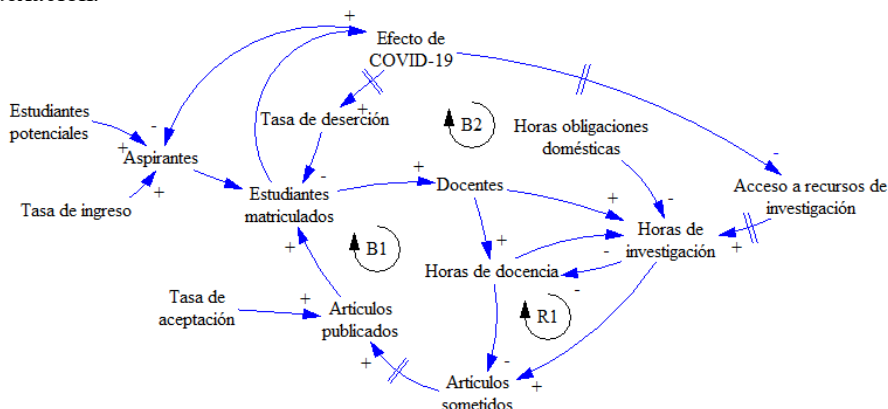 Efecto de
COVID-19
+
Estudiantes
potenciales
-
+
Tasa de deserción
+
B2
Horas obligaciones
domésticas
+
Aspirantes
+
Tasa de ingreso
-
Estudiantes
matriculados
+
+
Docentes
+
-
-
Acceso a recursos de
investigación
Horas de
investigación
+
B1
+
Horas de docencia
-
-
R1
Tasa de
aceptación
+
Artículos
publicados
+
-
+
Artículos
sometidos